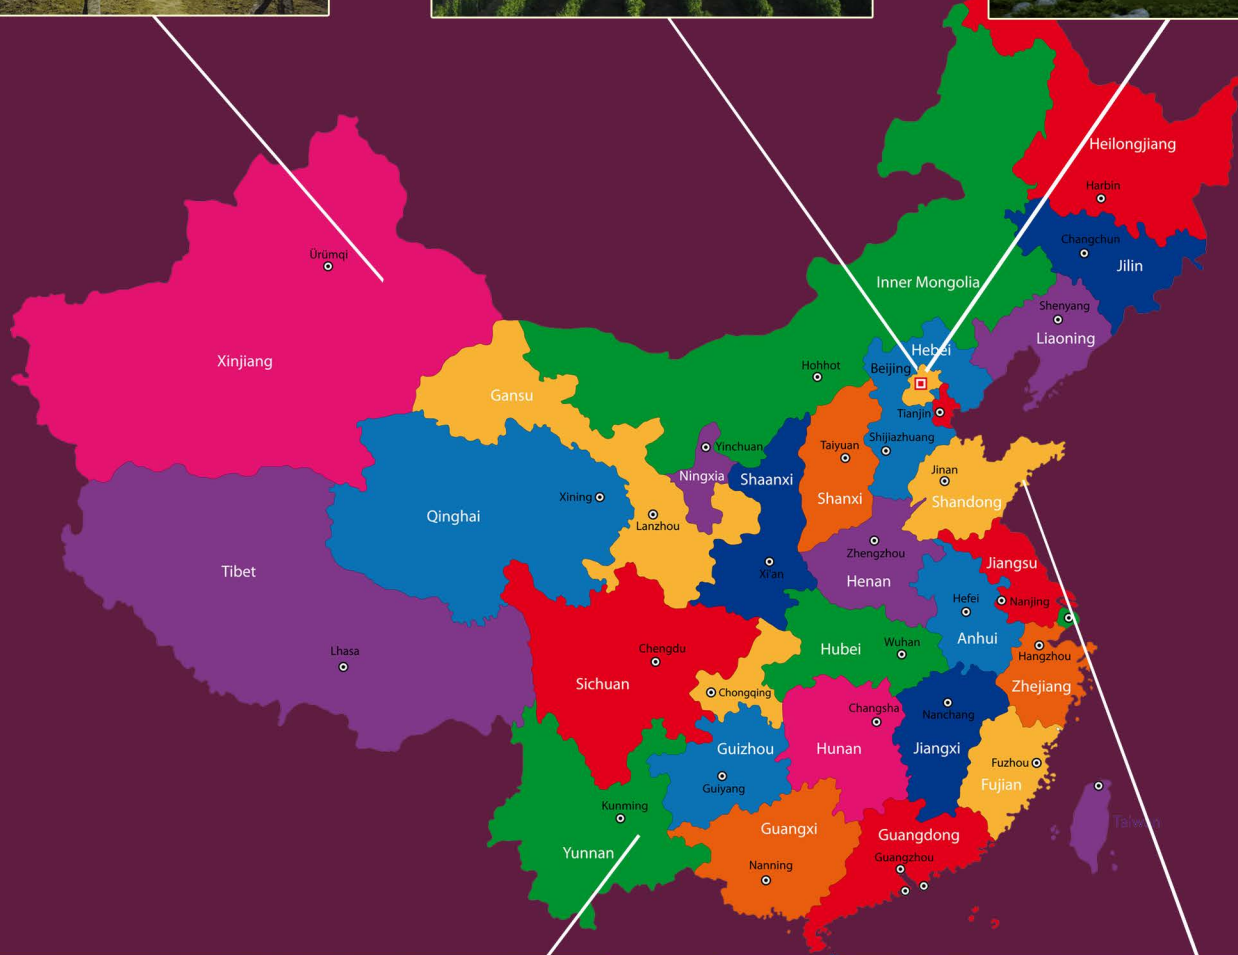 Heilongjiang
Harbin
Changchun
Jilin
Ürümqi
Inner Mongolia
Shenyang
Liaoning
Hebei
Xinjiang
Hohhot
Beijing
Gansu
Tianjin
Shijiazhuang
Taiyuan
Yinchuan
Jinan
Ningxia
Shaanxi
Xining
Shanxi
Shandong
Qinghai
Lanzhou
Zhengzhou
Jiangsu
Tibet
Xi'an
Henan
Hefei
Nanjing
Anhui
Lhasa
Chengdu
Hubei
Wuhan
Hangzhou
Sichuan
Chongqing
Zhejiang
Changsha
Nanchang
Guizhou
Hunan
Jiangxi
Fuzhou
Guiyang
Fujian
Kunming
Taiwan
Guangxi
Guangdong
Yunnan
Guangzhou
Nanning